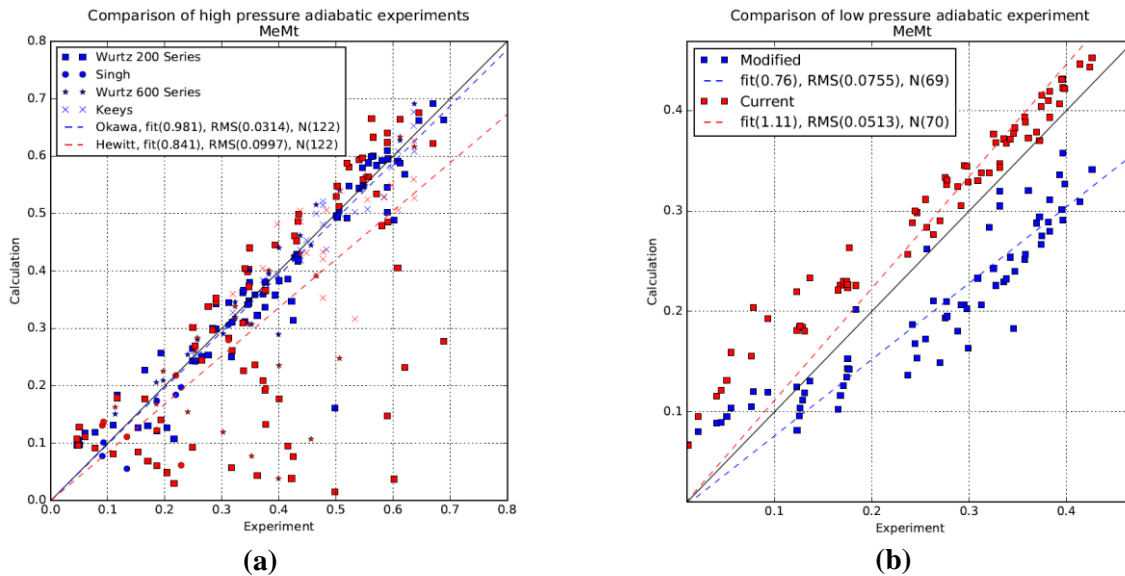 Comparison of high pressure adiabatic experiments
MeMt
0.8
0.7
0.6
0.5
0.4
0.3
0.2
0.1
0.0
Calculation
Wurtz 200 Series
Singh
Wurtz 600 Series
Keeys
Okawa, fit(0.981), RMS(0.0314), N(122)
Hewitt, fit(0.841), RMS(0.0997), N(122)
0.0 0.1 0.2 0.3 0.4 0.5 0.6 0.7 0.8
Experiment
(a)
Comparison of low pressure adiabatic experiment
MeMt
0.4
0.3
0.2
0.1
Calculation
Modified
fit(0.76), RMS(0.0755), N(69)
Current
fit(1.11), RMS(0.0513), N(70)
0.1 0.2 0.3 0.4
Experiment
(b)